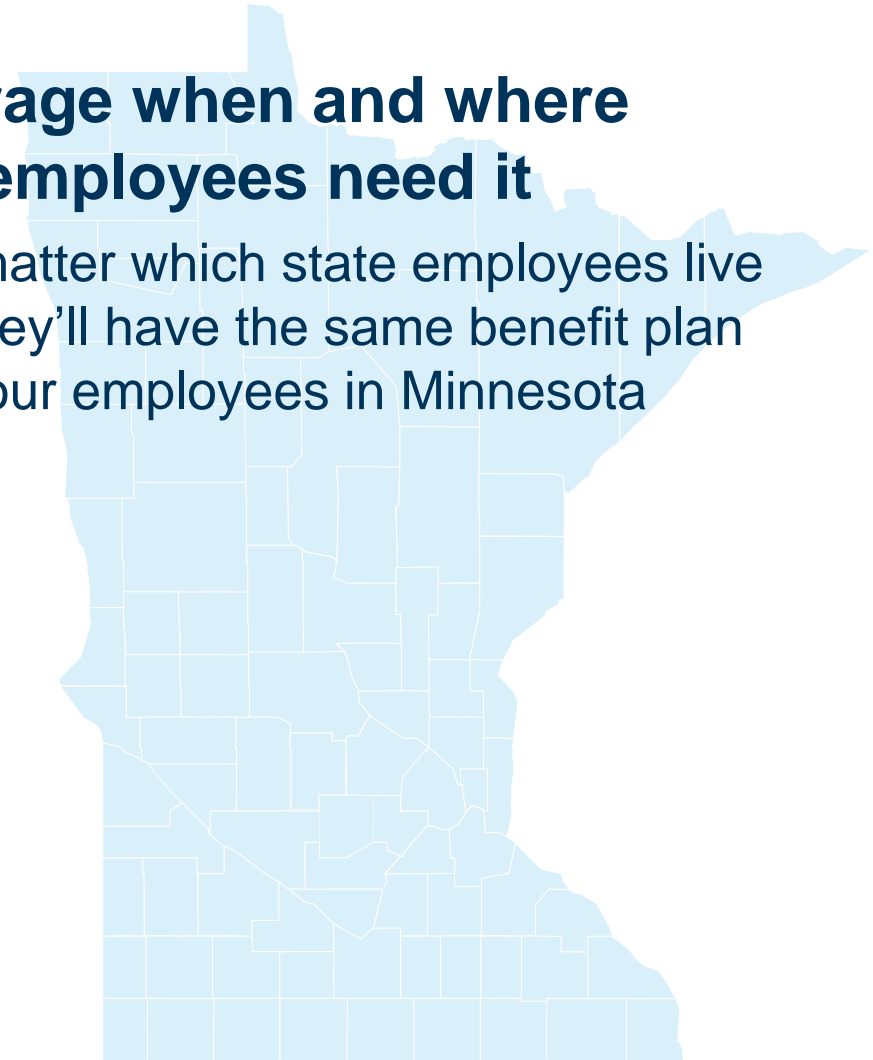 rage when and where
employees need it
natter which state employees live
ey’ll have the same benefit plan
our employees in Minnesota